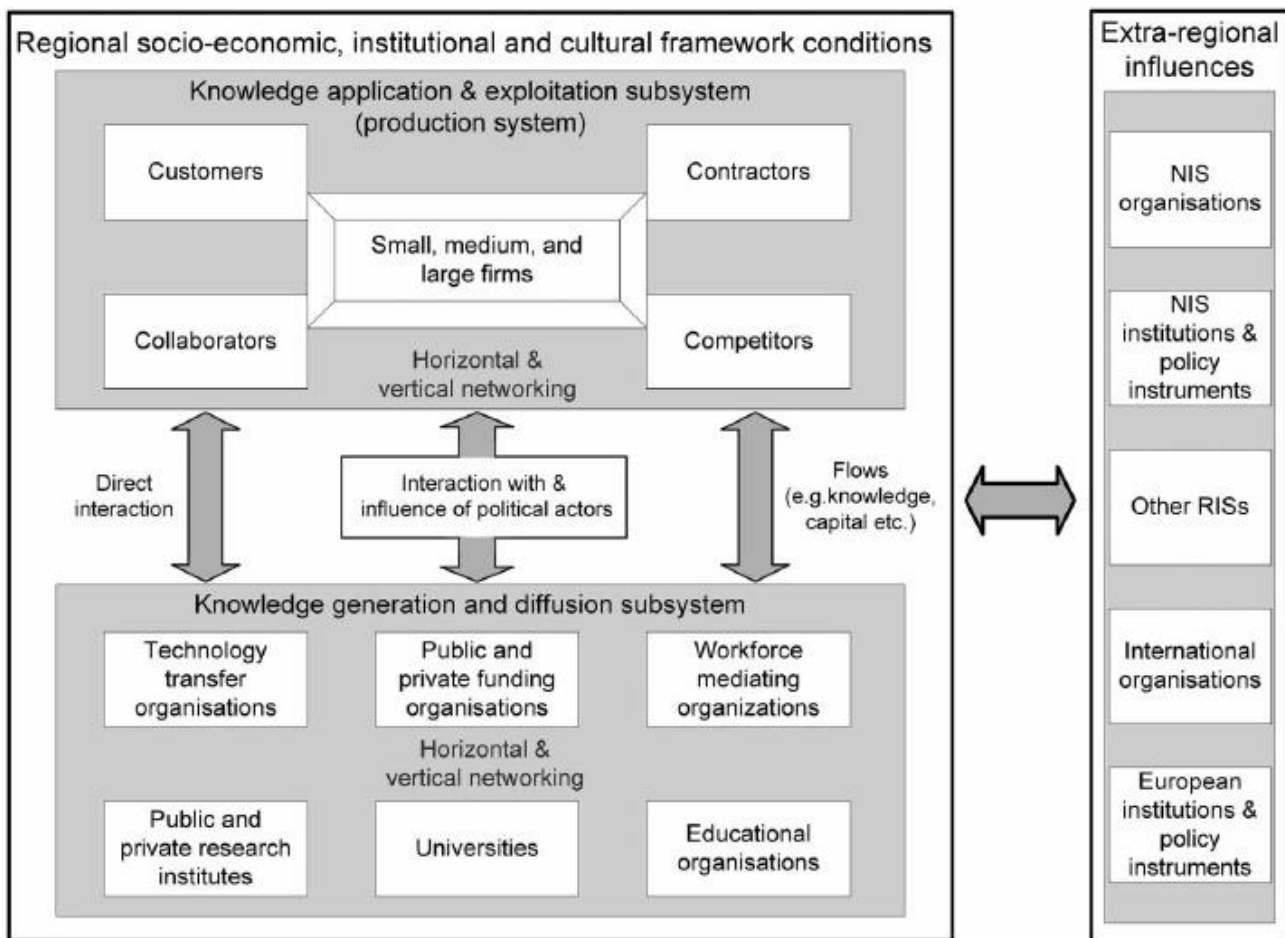 Regional socio-economic, institutional and cultural framework conditions
Knowledge application & exploitation subsystem
(production system)
Customers
Contractors
Small, medium, and
large firms
Collaborators
Competitors
Horizontal &
vertical networking
Direct
interaction
Interaction with &
influence of political actors
Flows
(e.g.knowledge,
capital etc.)
Knowledge generation and diffusion subsystem
Technology
transfer
organisations
Public and
private funding
organisations
Workforce
mediating
organizations
Horizontal &
vertical networking
Public and
private research
institutes
Universities
Educational
organisations
Extra-regional
influences
NIS
organisations
NIS
institutions &
policy
instruments
Other RISs
International
organisations
European
institutions &
policy
instruments